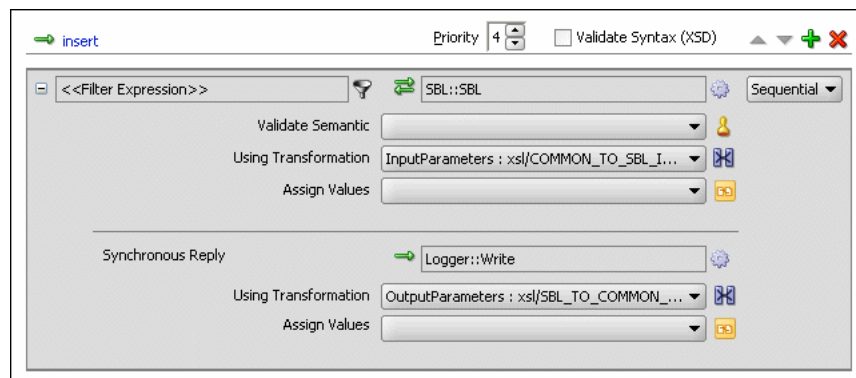 insert Priority 4 Validate Syntax (XSD)
<<Filter Expression>> SBL::SBL Sequential
Validate Semantic
Using Transformation InputParameters : xsl/COMMON_TO_SBL_I...
Assign Values
Synchronous Reply Logger::Write
Using Transformation OutputParameters : xsl/SBL_TO_COMMON_...
Assign Values